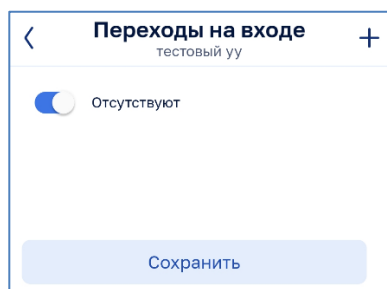 Переходы на входе
тестовый уу
Отсутствуют
Сохранить